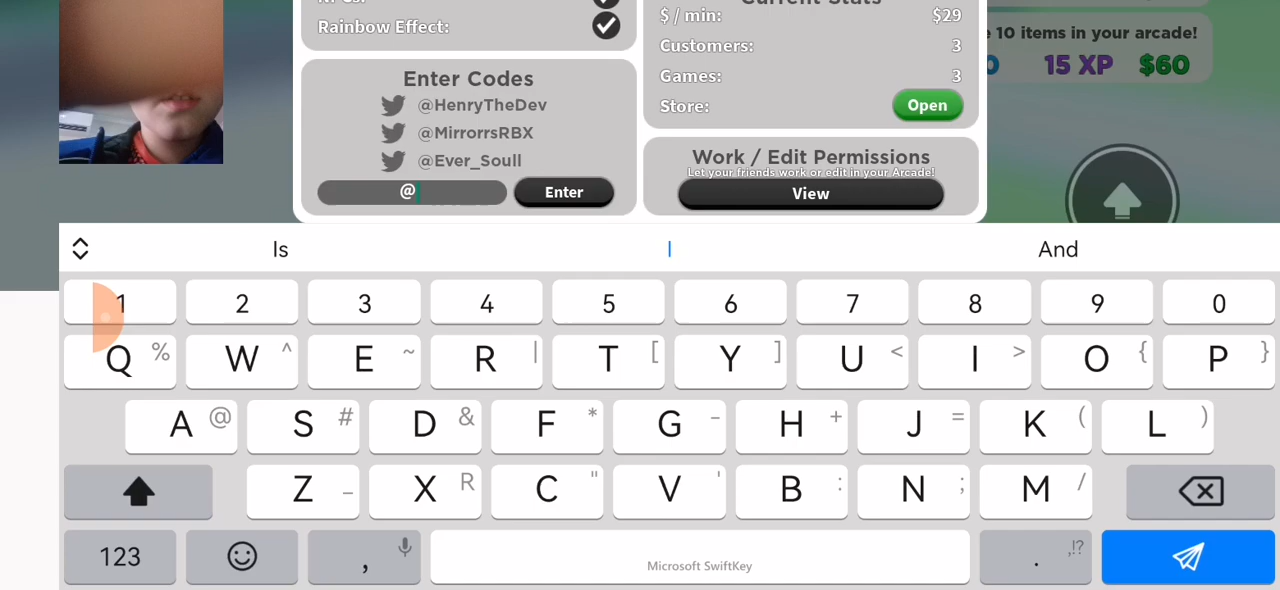 Rainbow Effect:
Enter Codes
@HenryTheDev
@MirrorrsRBX
@Ever_Soull
@
Enter
$ / min: $29
Customers: 3
Games: 3
Store: Open
Work / Edit Permissions
Let your friends work or edit in your Arcade!
View
10 items in your arcade!
15 XP $60
Is I And
1 2 3 4 5 6 7 8 9 0
Q % W ^ E ~ R | T [ Y ] U < I > O { P }
A @ S # D & F * G - H + J = K ( L )
Z _ X R C " V ' B : N ; M /
123 , Microsoft SwiftKey . ,!?